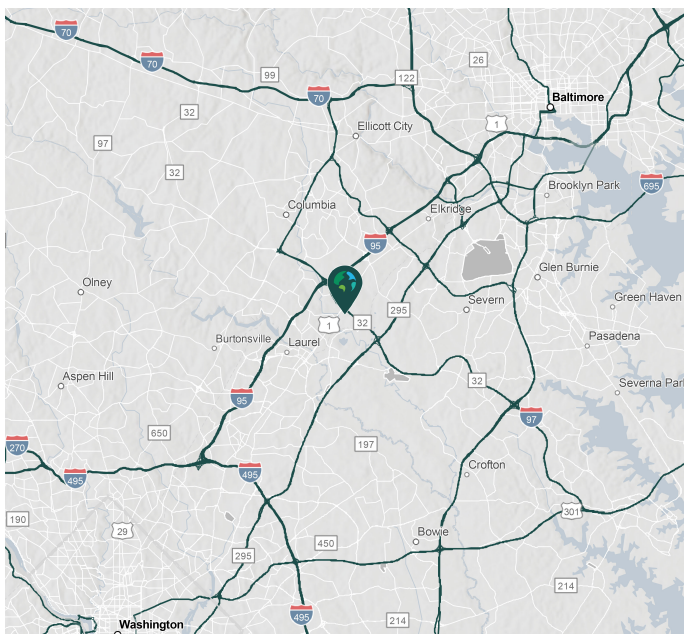 70
26
70
99
122
70
Baltimore
32
1
Ellicott City
97
32
Brooklyn Park
695
Columbia
Elkridge
95
Glen Burnie
Olney
Severn
Green Haven
295
1
32
Burtonsville
Laurel
Pasadena
Aspen Hill
32
Severna Park
95
97
650
197
270
Crofton
495
495
301
190
29
Bowie
450
295
214
495
214
Washington